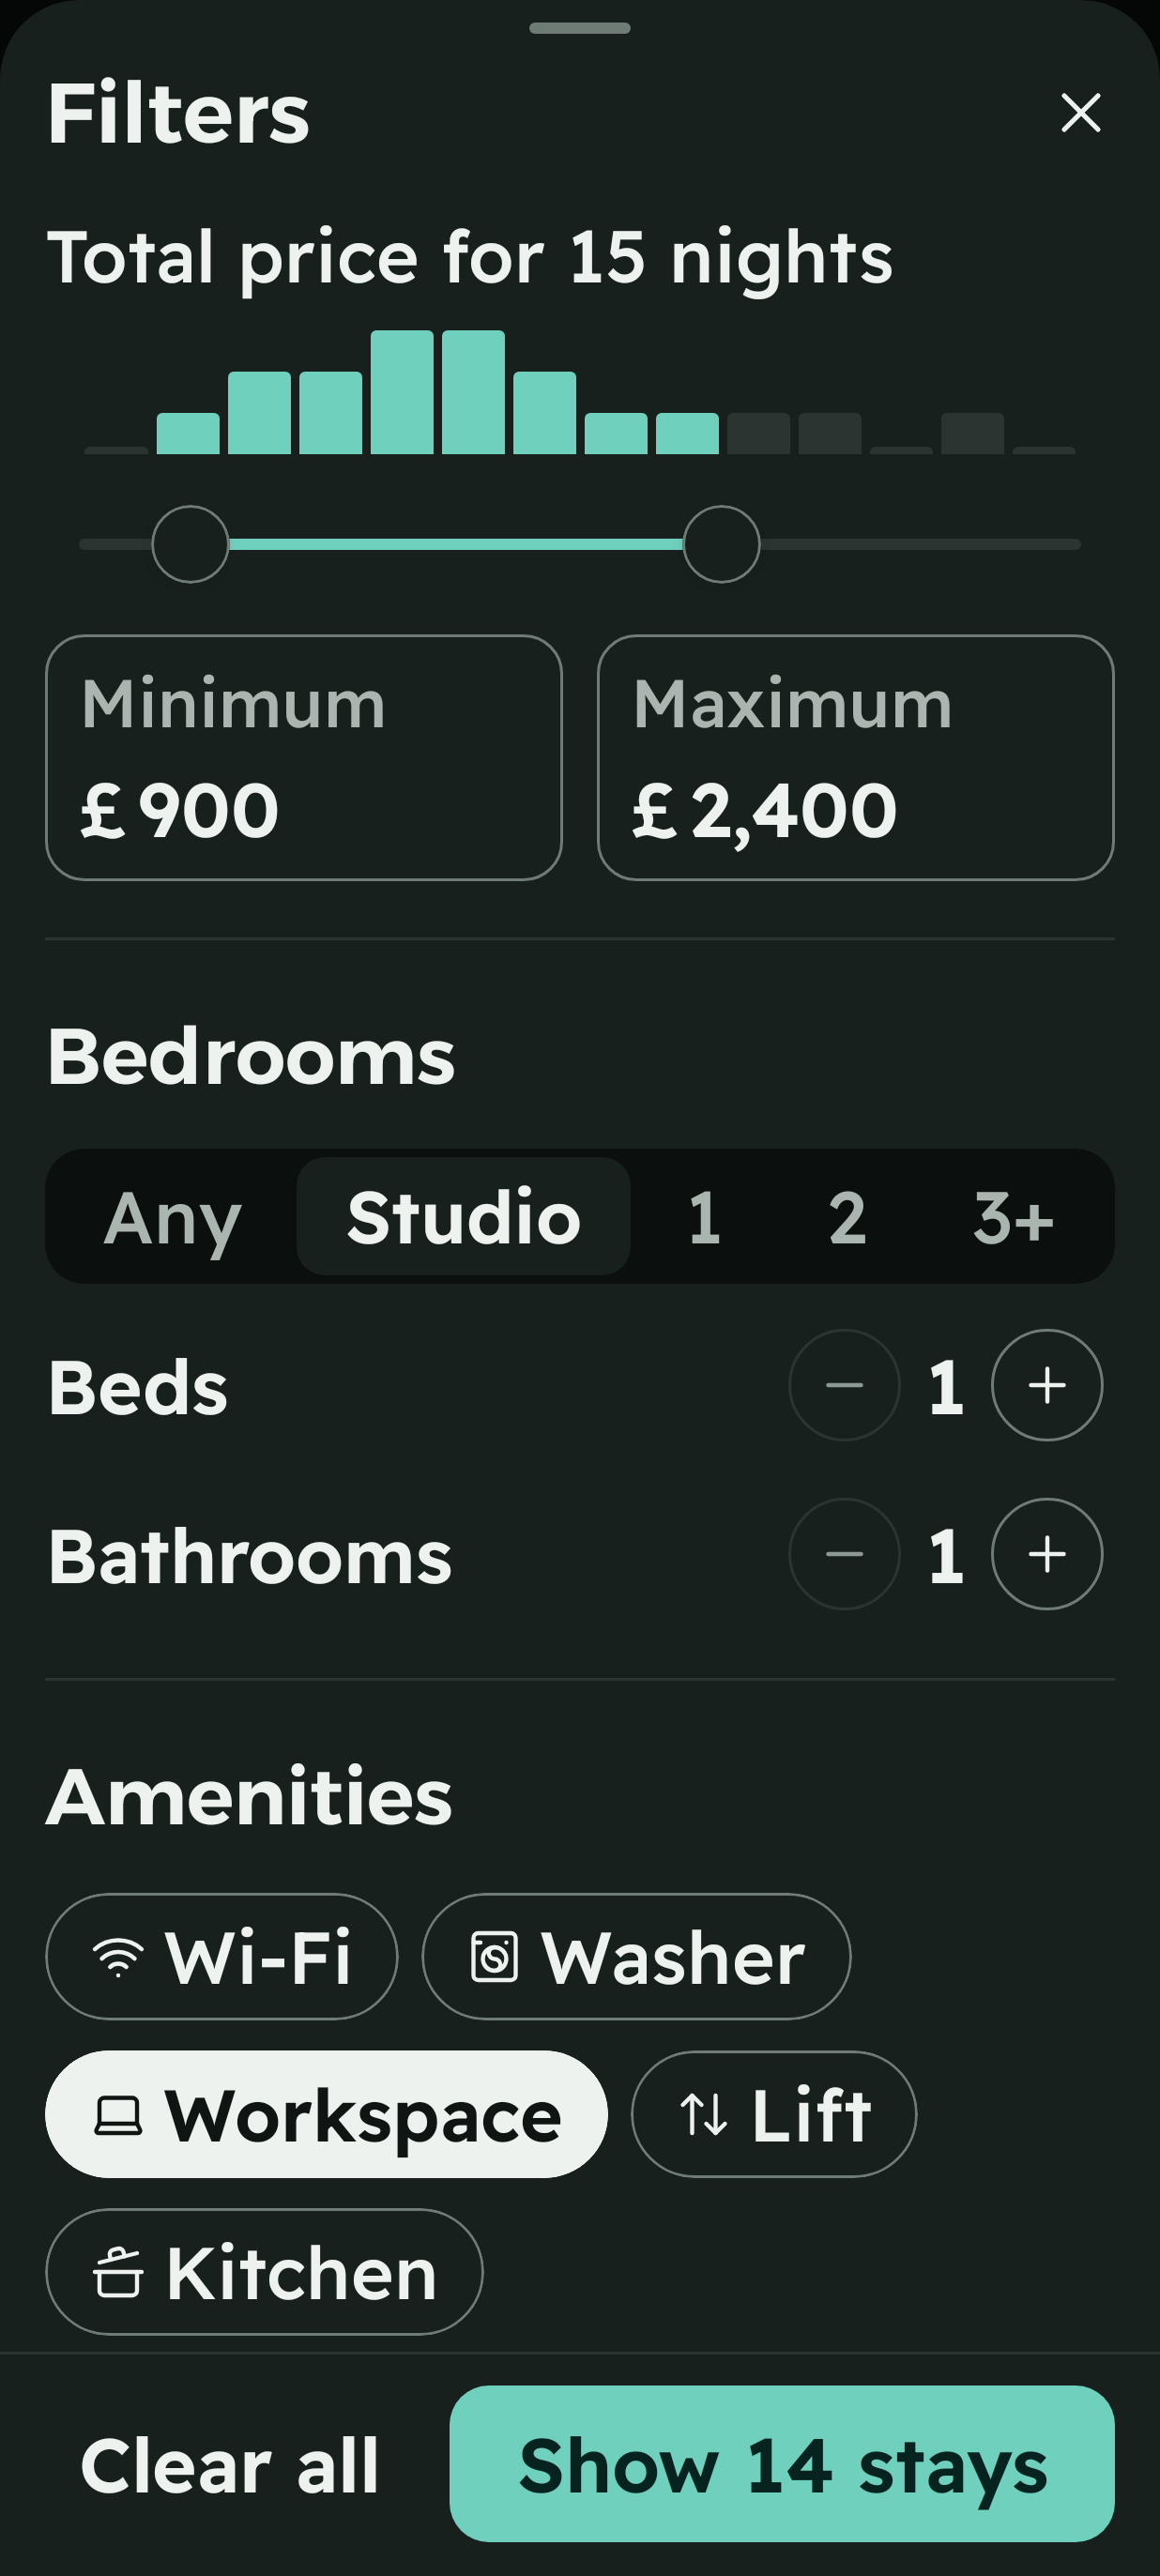 Filters
Total price for 15 nights
Minimum
£ 900
Maximum
£ 2,400
Bedrooms
Any Studio 1 2 3+
Beds 1
Bathrooms 1
Amenities
Wi-Fi Washer
Workspace Lift
Kitchen
Clear all Show 14 stays